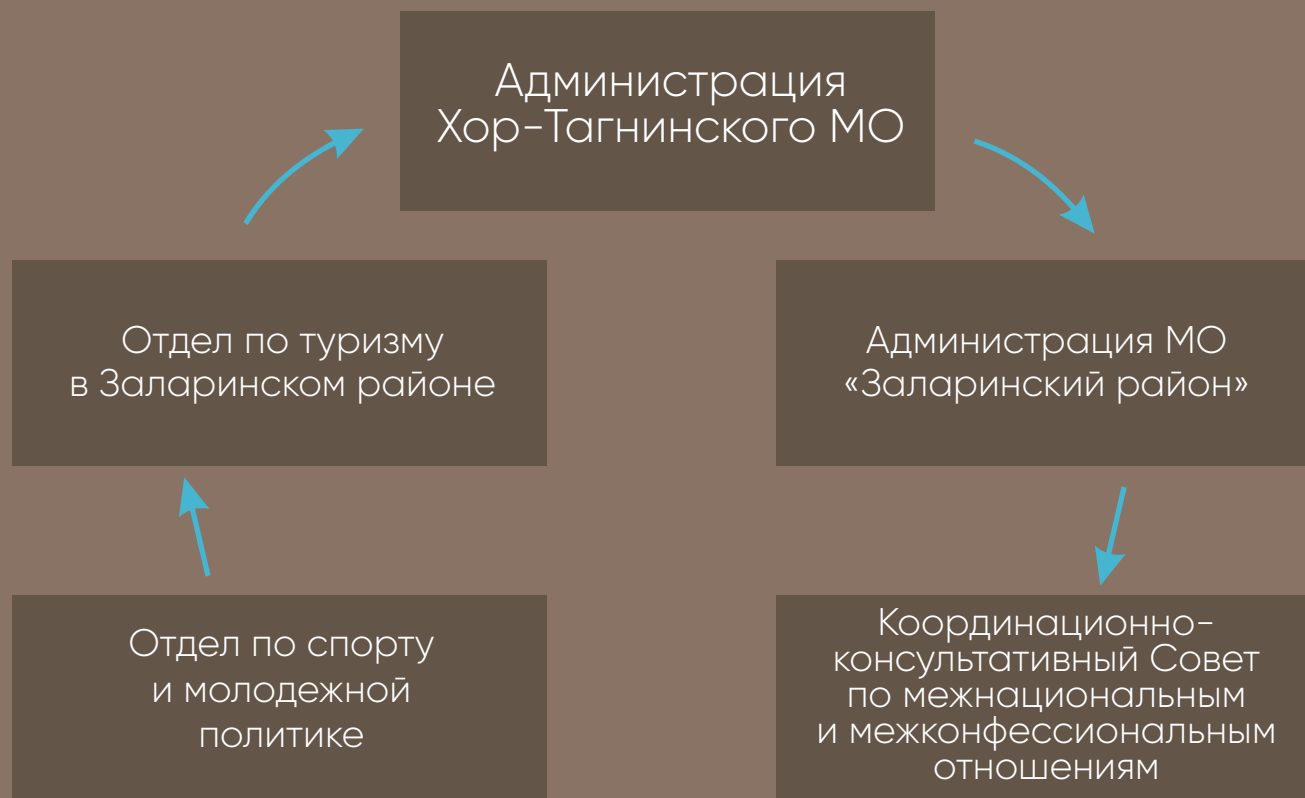 Администрация
Хор-Тагнинского МО
Отдел по туризму
в Заларинском районе
Администрация МО
«Заларинский район»
Отдел по спорту
и молодежной
политике
Координационно-
консультативный Совет
по межнациональным
и межконфессиональным
отношениям